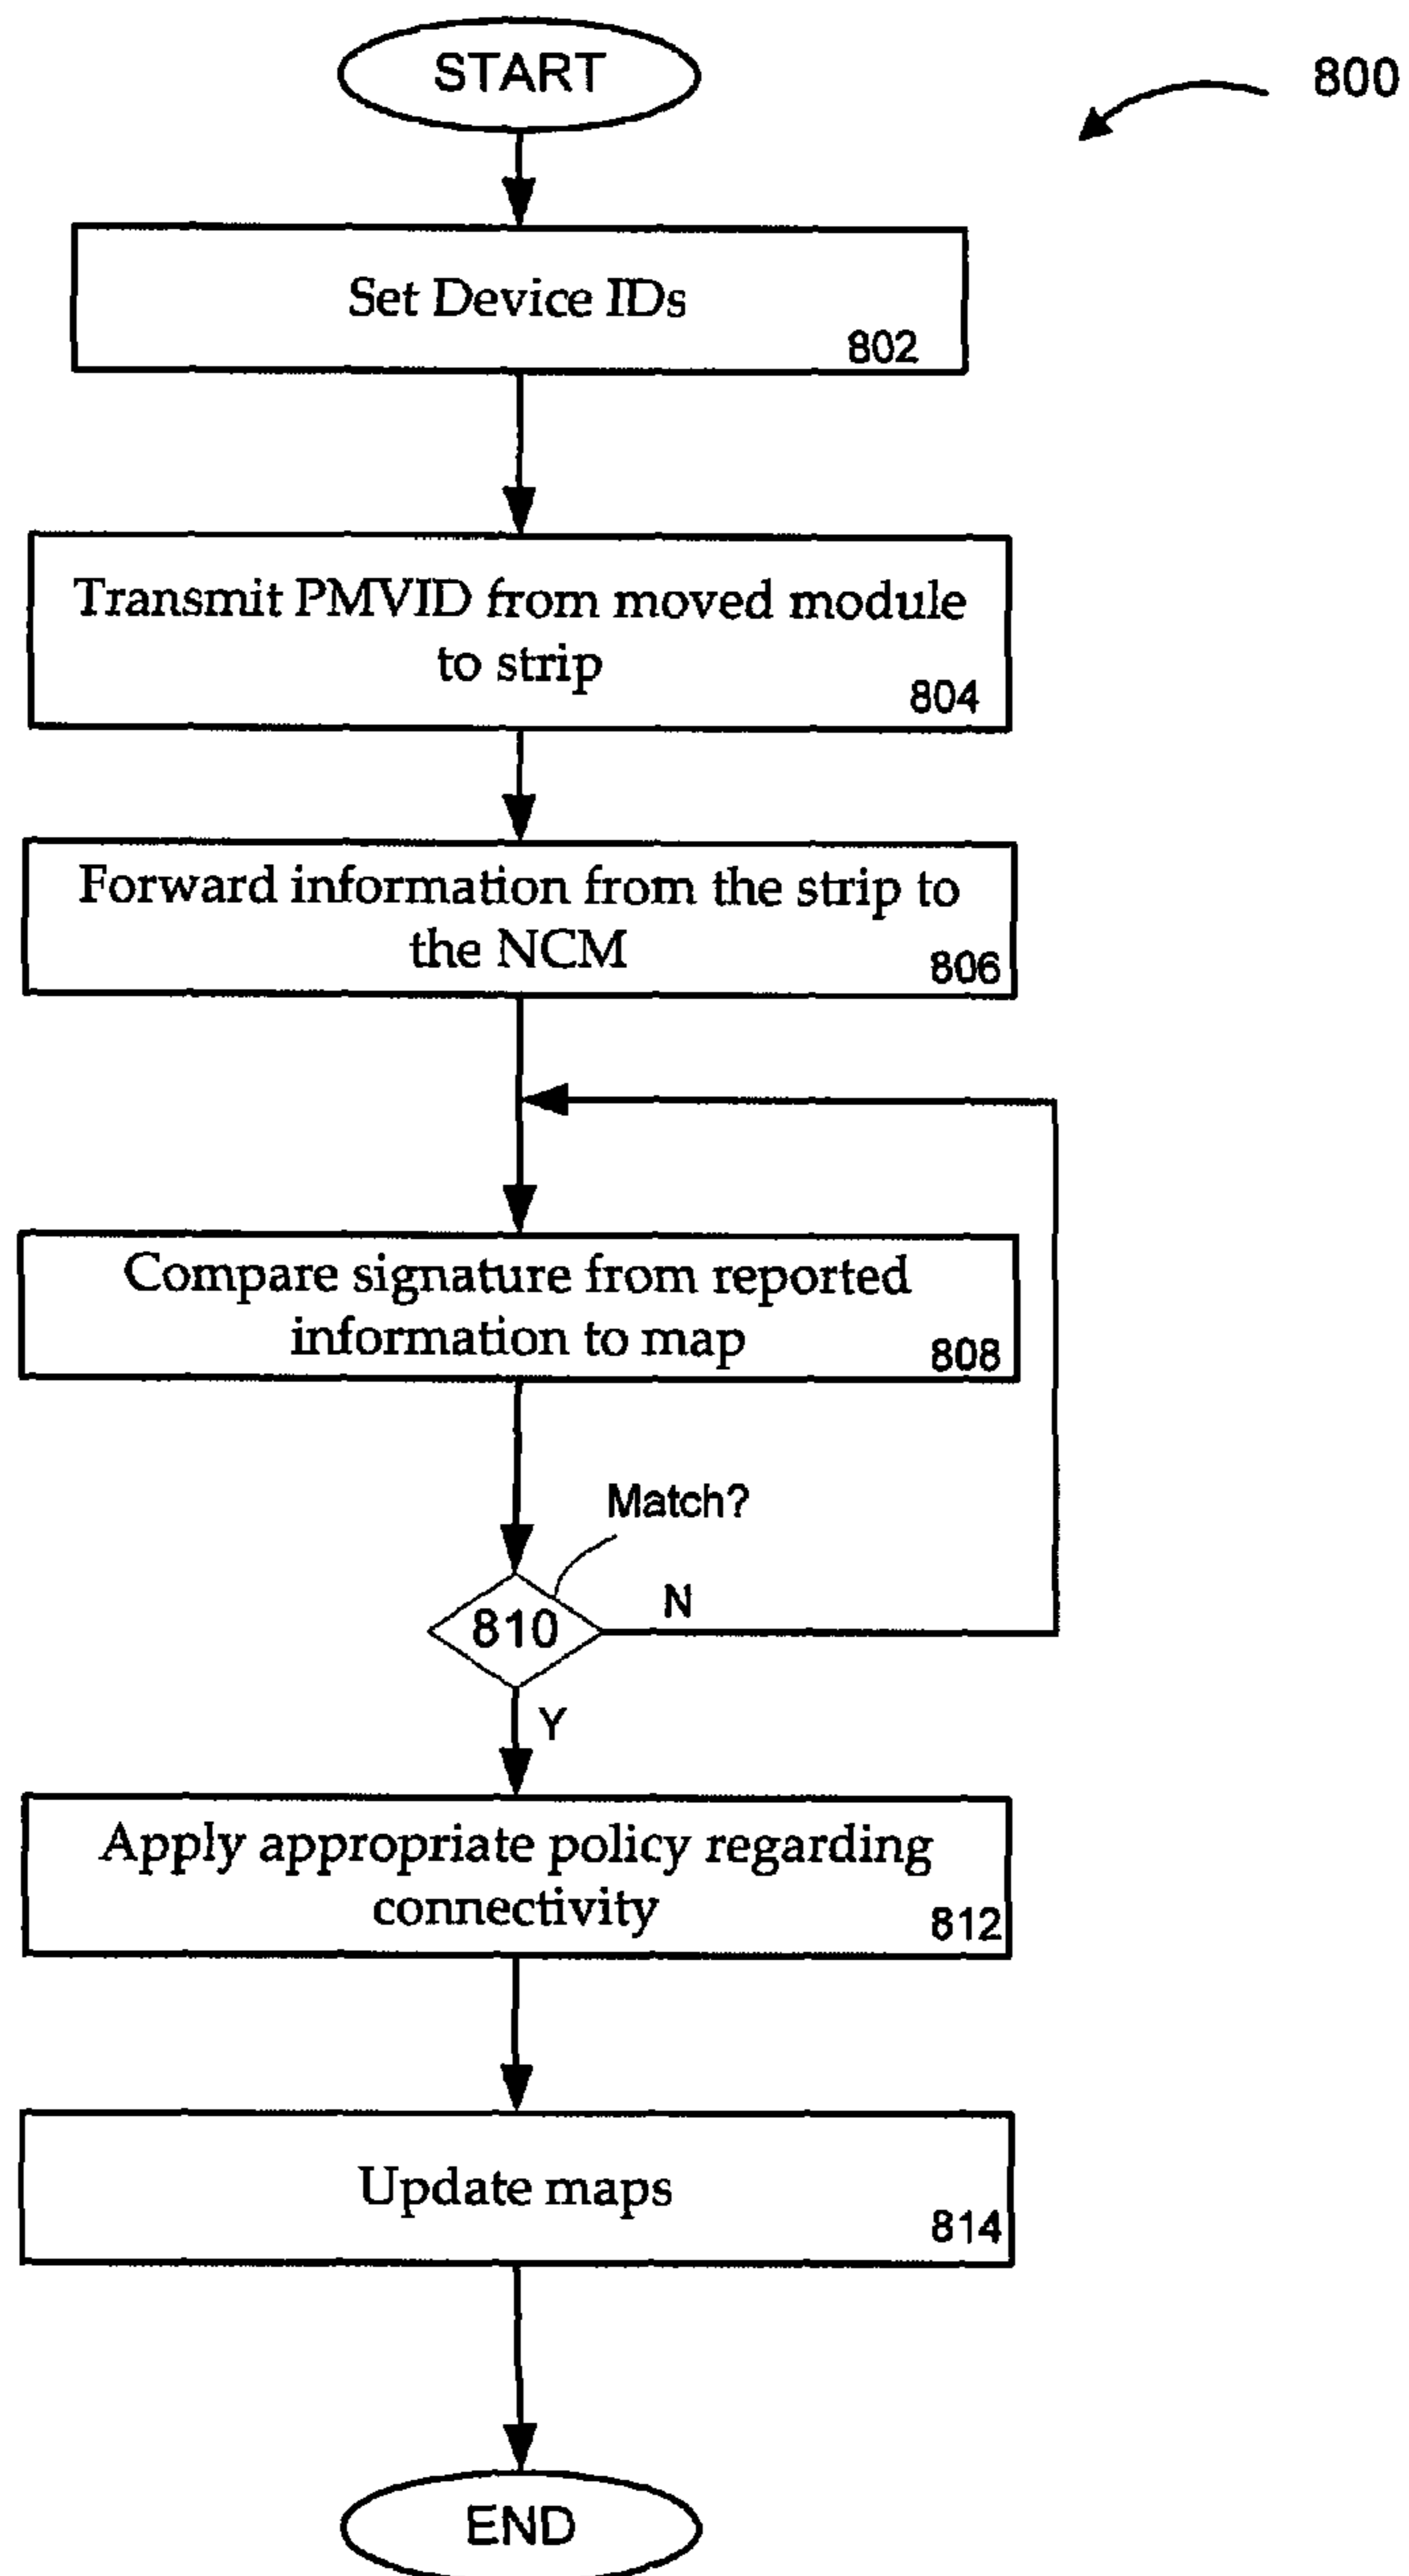 START
800
Set Device IDs
802
Transmit PMVID from moved module
to strip
804
Forward information from the strip to
the NCM
806
Compare signature from reported
information to map
808
Match?
810
N
Y
Apply appropriate policy regarding
connectivity
812
Update maps
814
END